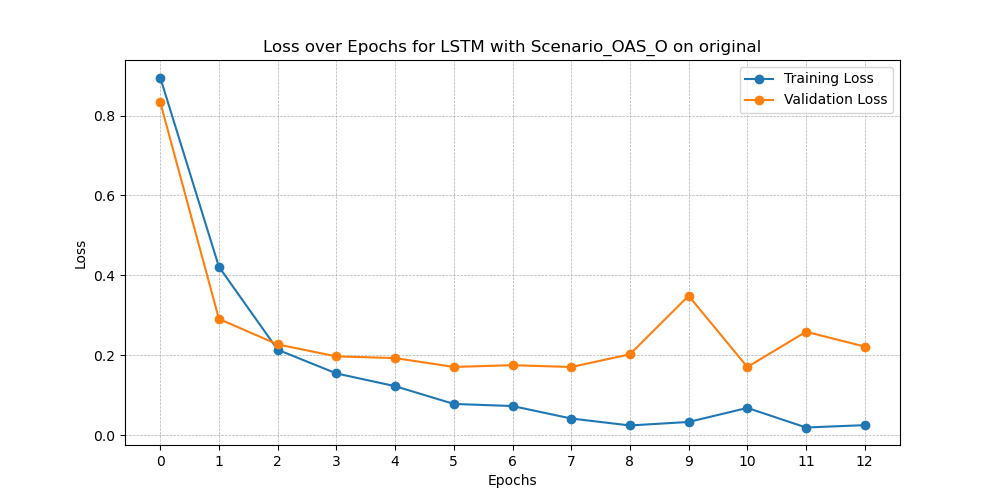 Loss over Epochs for LSTM with Scenario_OAS_O on original
Training Loss
Validation Loss
Loss
0.8
0.6
0.4
0.2
0.0
0 1 2 3 4 5 6 7 8 9 10 11 12
Epochs